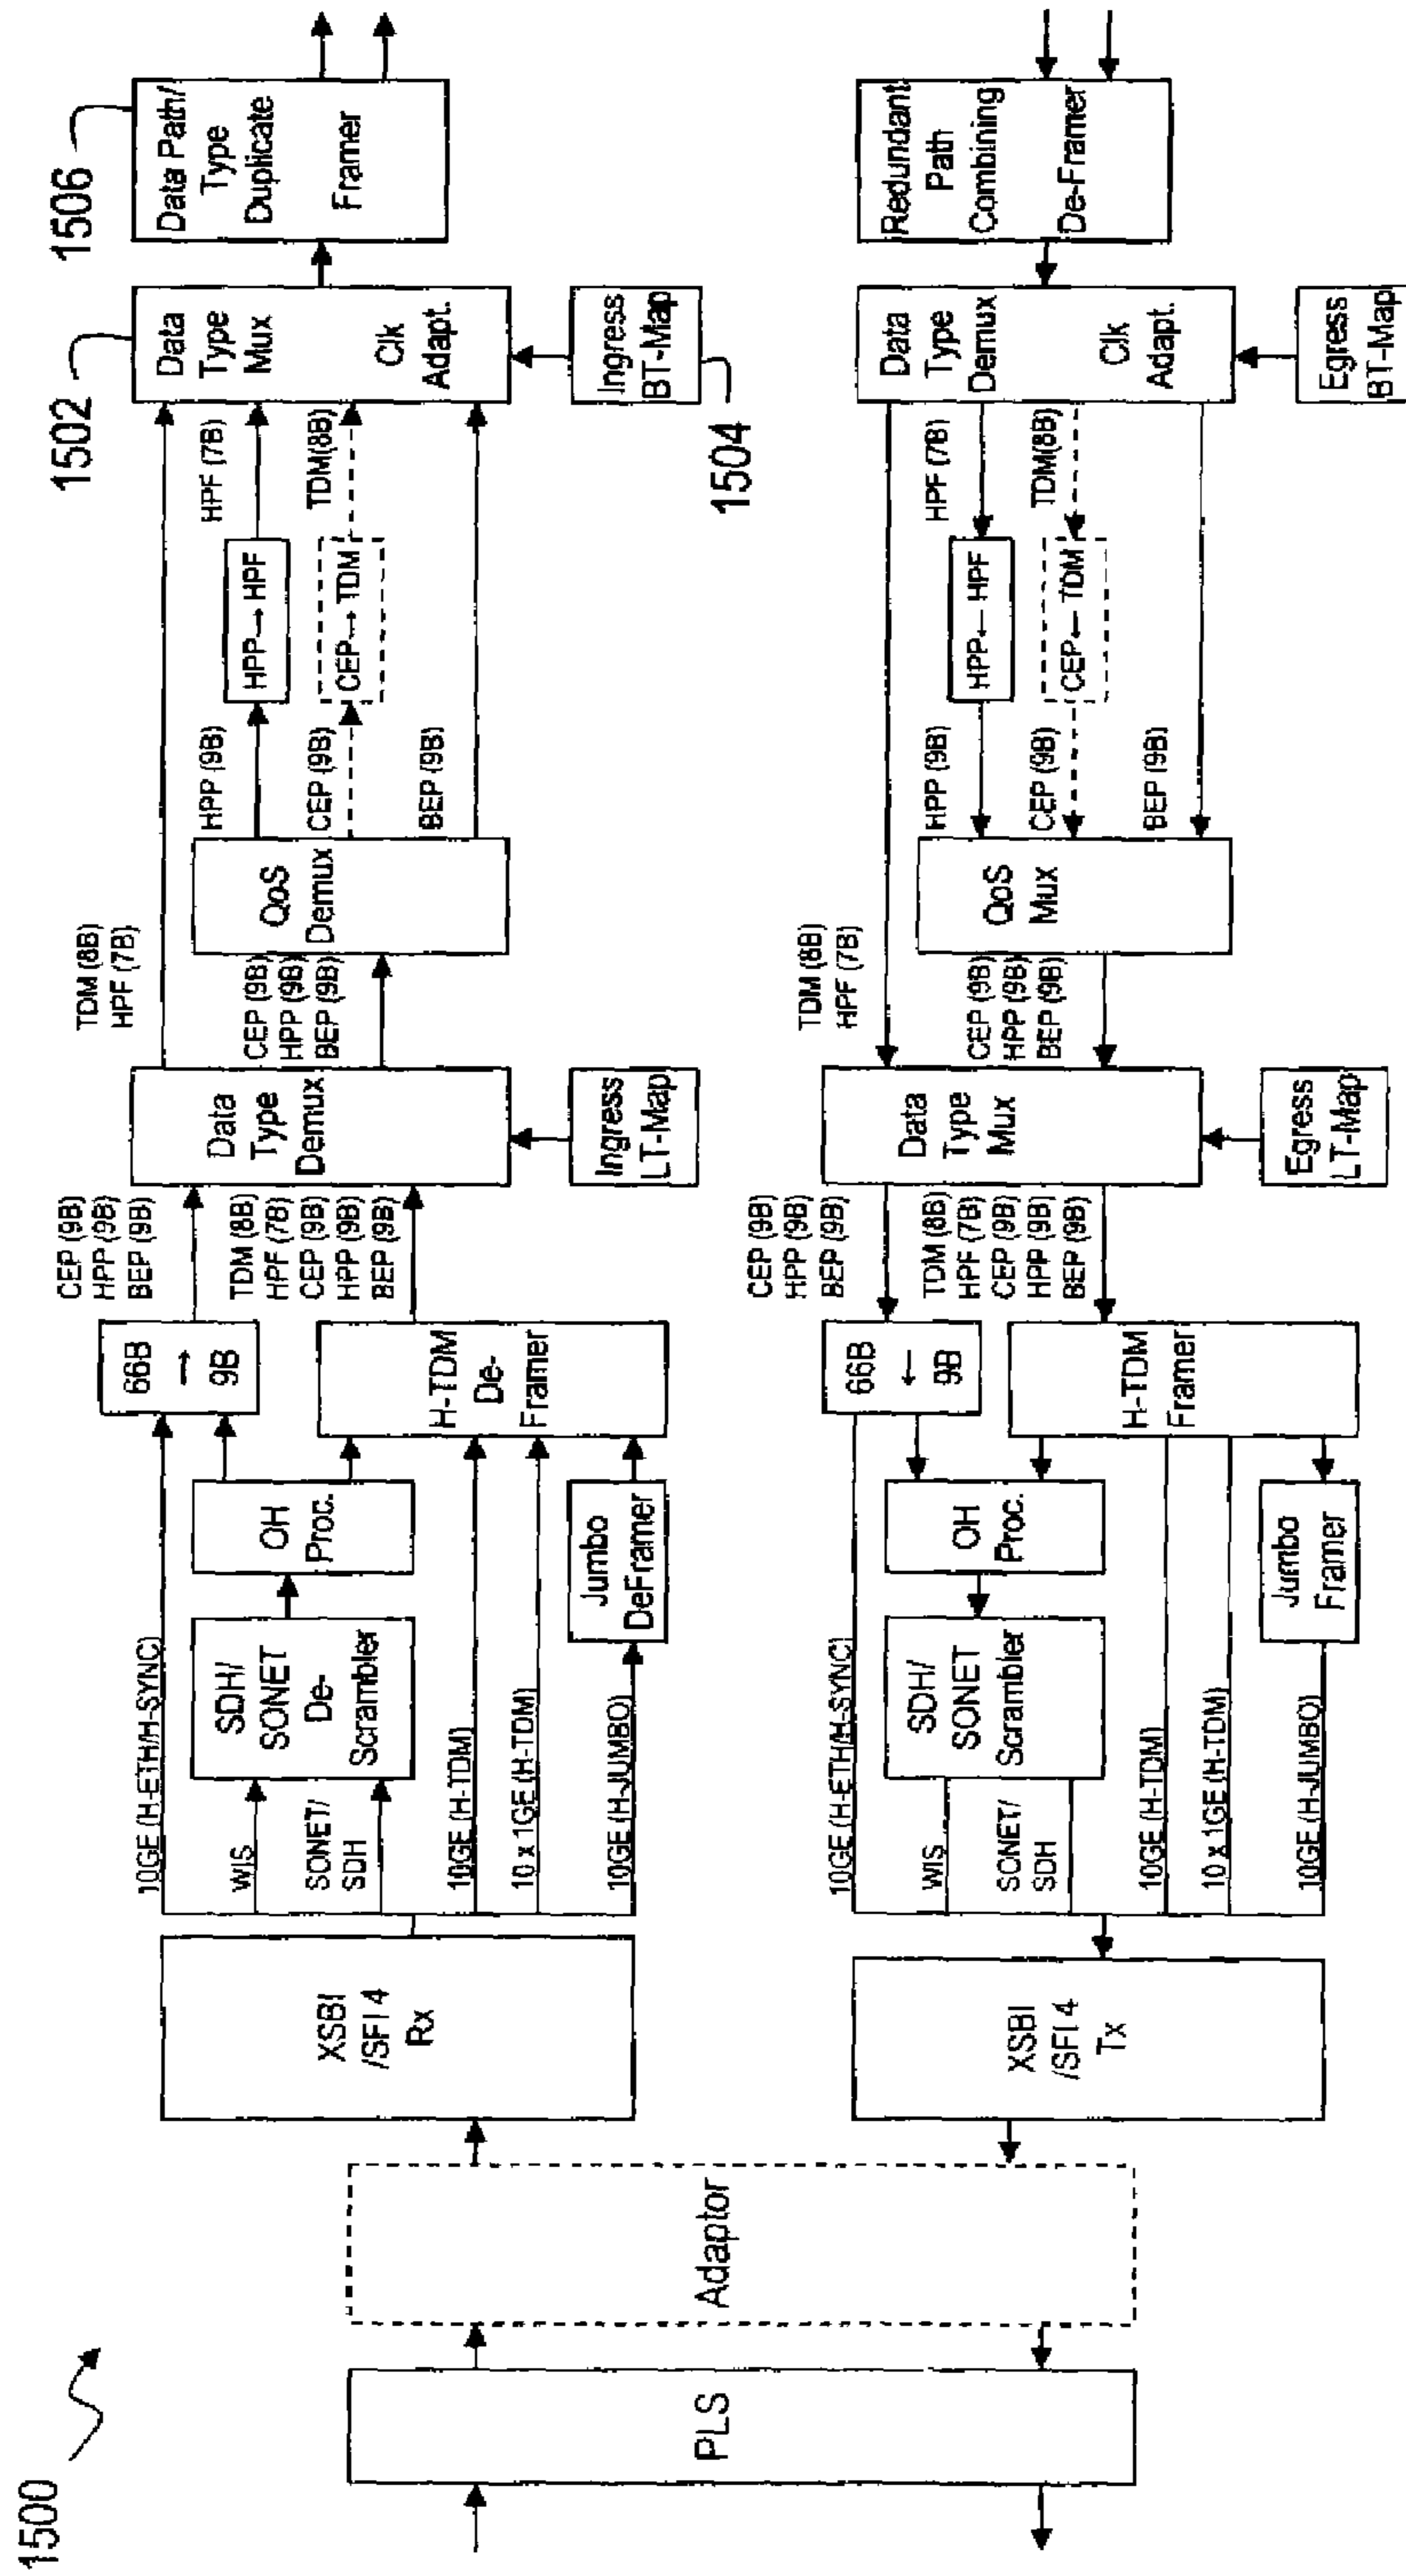 1500
PLS
Adaptor
XSBI
/SFI 4
Rx
10GE (H-ETH/H-SYNC)
WIS
SONET/
SDH
10GE (H-TDM)
10 x 1GE (H-TDM)
10GE (H-JUMBO)
SDH/
SONET
De-
Scrambler
OH
Proc.
Jumbo
DeFramer
66B
→
9B
H-TDM
De-
Framer
CEP (9B)
HPP (9B)
BEP (9B)
TDM (8B)
HPF (7B)
CEP (9B)
HPP (9B)
BEP (9B)
Data
Type
Demux
Ingress
LT-Map
TDM (8B)
HPF (7B)
CEP (9B)
HPP (9B)
BEP (9B)
QoS
Demux
HPP (9B)
CEP (9B)
BEP (9B)
HPP→HPF
CEP→TDM
HPF (7B)
TDM(8B)
1502
Data
Type
Mux
Clk
Adapt.
Ingress
BT-Map
1504
1506
Data Path/
Type
Duplicate
Framer
XSBI
/SFI 4
Tx
10GE (H-ETH/H-SYNC)
WIS
SONET/
SDH
10GE (H-TDM)
10 x 1GE (H-TDM)
10GE (H-JUMBO)
SDH/
SONET
Scrambler
OH
Proc.
Jumbo
Framer
66B
←
9B
H-TDM
Framer
CEP (9B)
HPP (9B)
BEP (9B)
TDM (8B)
HPF (7B)
CEP (9B)
HPP (9B)
BEP (9B)
Data
Type
Mux
Egress
LT-Map
TDM (8B)
HPF (7B)
CEP (9B)
HPP (9B)
BEP (9B)
QoS
Mux
HPP (9B)
CEP (9B)
BEP (9B)
HPP←HPF
CEP←TDM
HPF (7B)
TDM(8B)
Data
Type
Demux
Clk
Adapt.
Egress
BT-Map
Redundant
Path
Combining
De-Framer